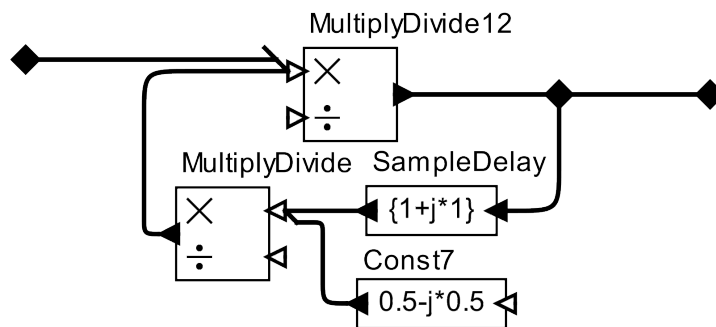 MultiplyDivide12
×
÷
MultiplyDivide
SampleDelay
×
{1+j*1}
÷
Const7
0.5-j*0.5